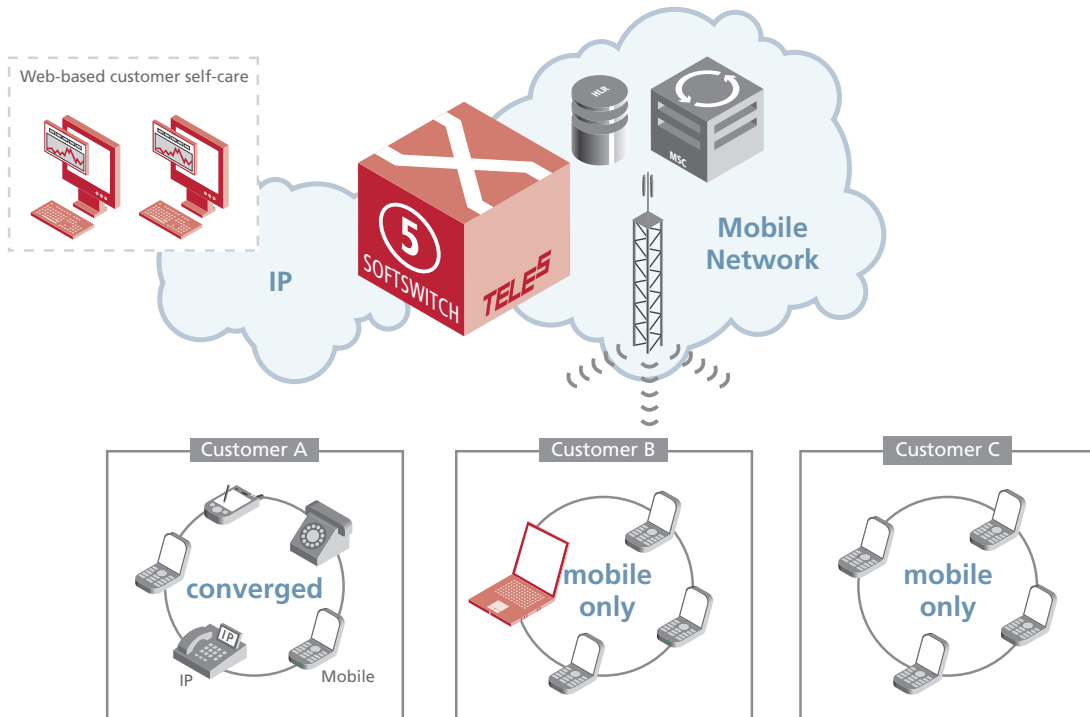 Web-based customer self-care
HLR
MSC
5
SOFTSWITCH
TELES
IP
Mobile
Network
Customer A
converged
IP
IP
Mobile
Customer B
mobile
only
Customer C
mobile
only